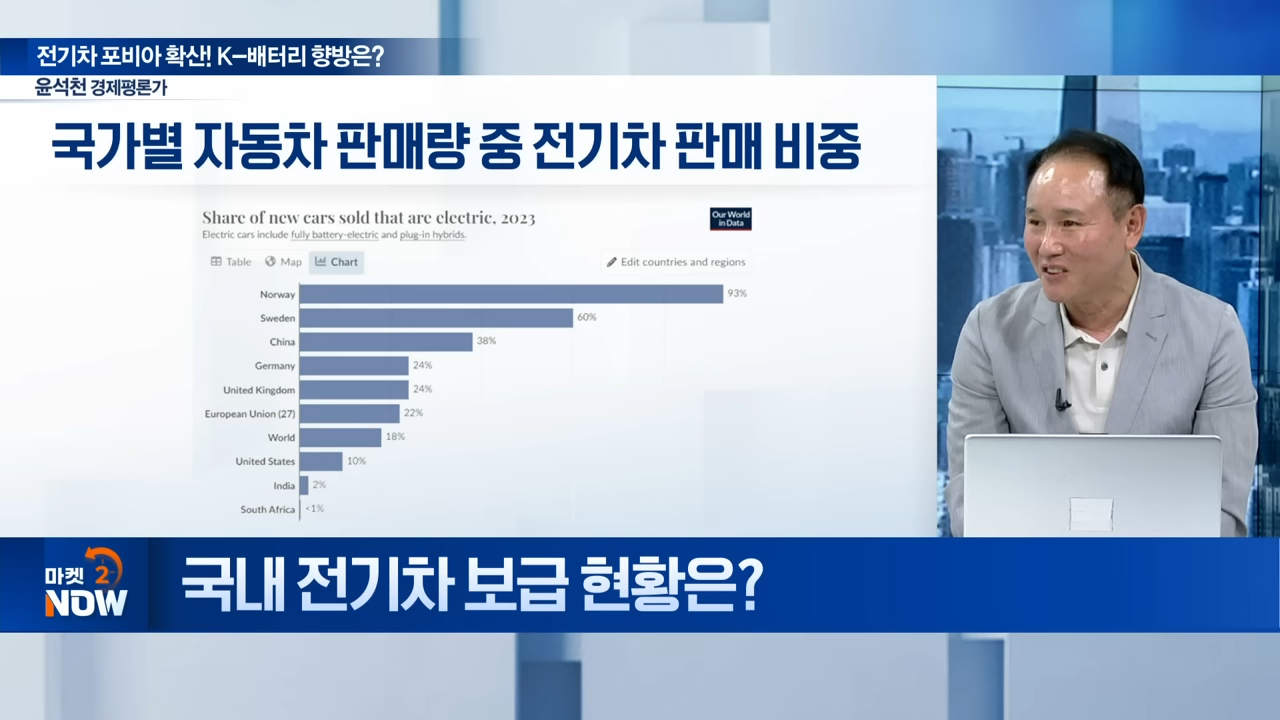 전기차 포비아 확산! K-배터리 향방은?
윤석천 경제평론가
국가별 자동차 판매량 중 전기차 판매 비중
Share of new cars sold that are electric, 2023
Our World
in Data
Electric cars include fully battery-electric and plug-in hybrids.
Table Map Chart
Edit countries and regions
Norway 93%
Sweden 60%
China 38%
Germany 24%
United Kingdom 24%
European Union (27) 22%
World 18%
United States 10%
India 2%
South Africa <1%
마켓 2
NOW
국내 전기차 보급 현황은?